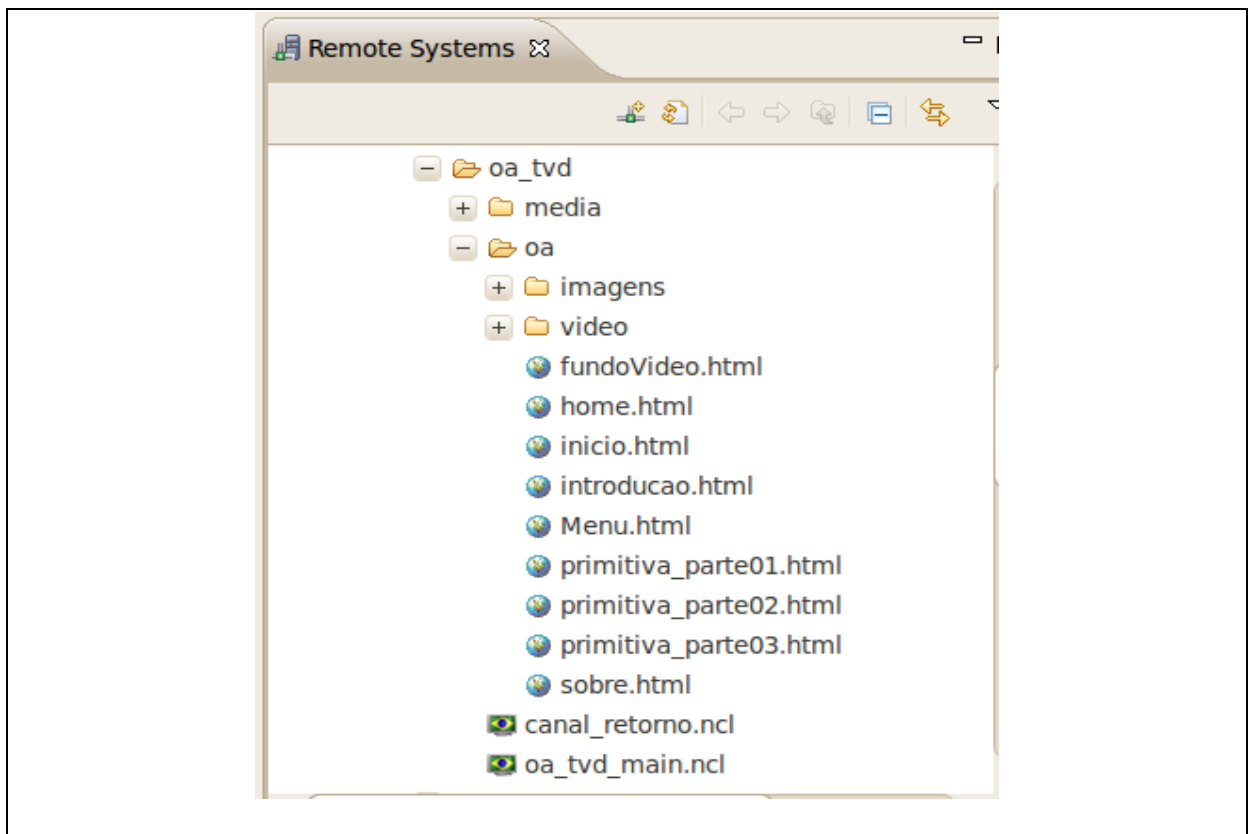 Remote Systems
oa_tvd
media
oa
imagens
video
fundoVideo.html
home.html
inicio.html
introducao.html
Menu.html
primitiva_parte01.html
primitiva_parte02.html
primitiva_parte03.html
sobre.html
canal_retorno.ncl
oa_tvd_main.ncl